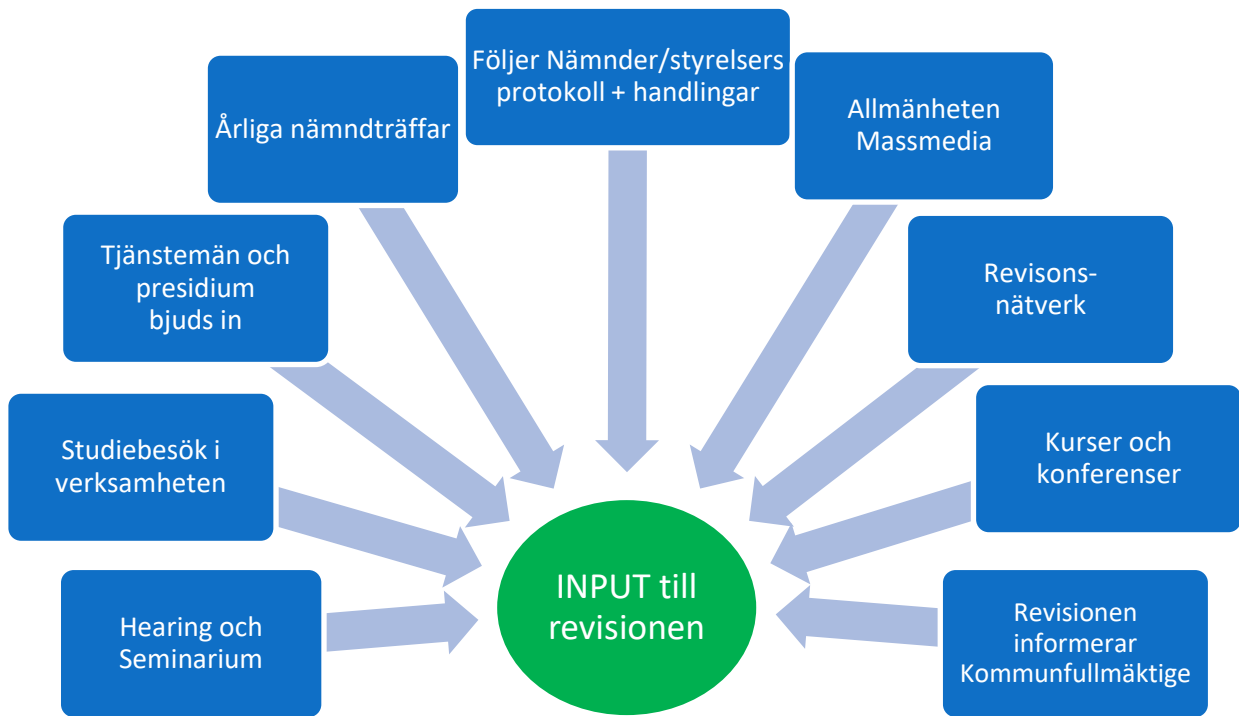 Följer Nämnder/styrelsers
protokoll + handlingar
Årliga nämndträffar
Allmänheten
Massmedia
Tjänstemän och
presidium
bjuds in
Revisons-
nätverk
Studiebesök i
verksamheten
Kurser och
konferenser
Hearing och
Seminarium
INPUT till
revisionen
Revisionen
informerar
Kommunfullmäktige